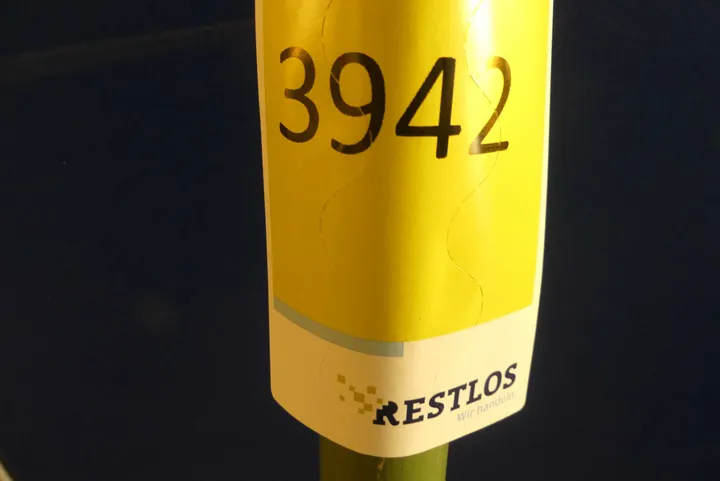 3942
RESTLOS
Wir handeln.